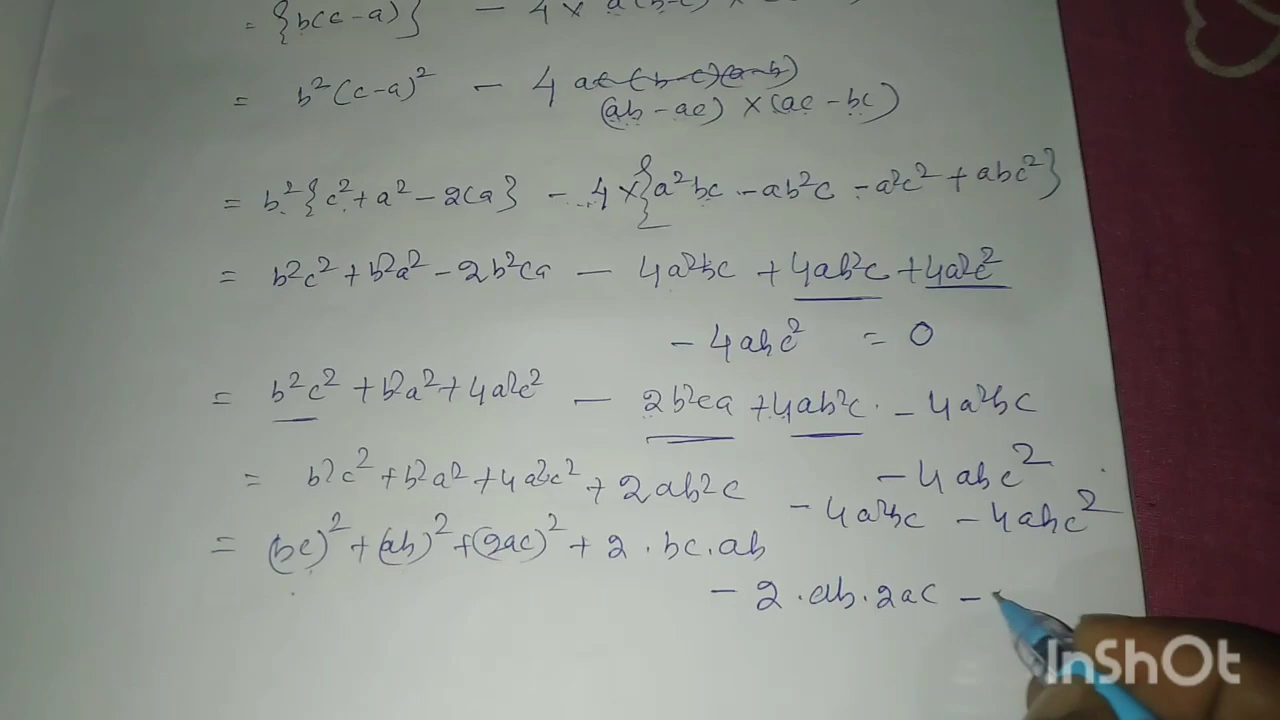 = {b(c-a)} - 4 × a(b-c) ×
= b²(c-a)² - 4
(ab - ac) × (ac - bc)
= b²{c² + a² - 2ca} - 4 × {a²bc - ab²c - a²c² + abc²}
= b²c² + b²a² - 2b²ca - 4a²bc + 4ab²c + 4a²c²
- 4abc² = 0
= b²c² + b²a² + 4a²c² - 2b²ca + 4ab²c - 4a²bc
- 4abc²
= b²c² + b²a² + 4a²c² + 2ab²c - 4a²bc - 4abc²
= (bc)² + (ab)² + (2ac)² + 2 . bc . ab
- 2 . ab . 2ac -
InShOt